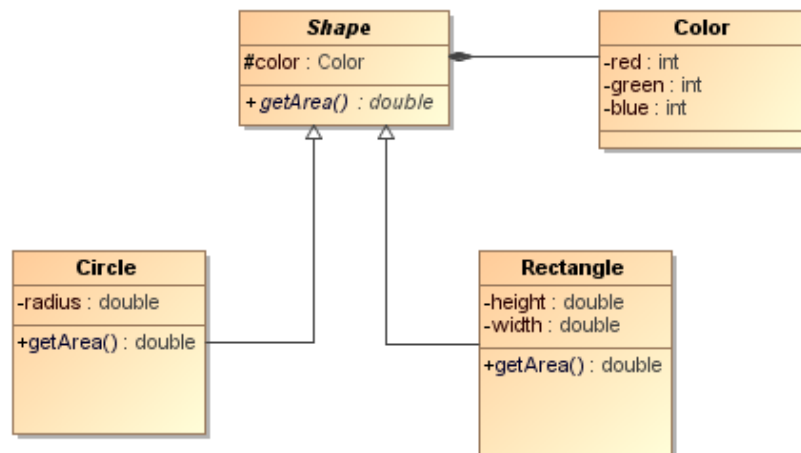 Shape
#color : Color
+getArea() : double
Color
-red : int
-green : int
-blue : int
Circle
-radius : double
+getArea() : double
Rectangle
-height : double
-width : double
+getArea() : double